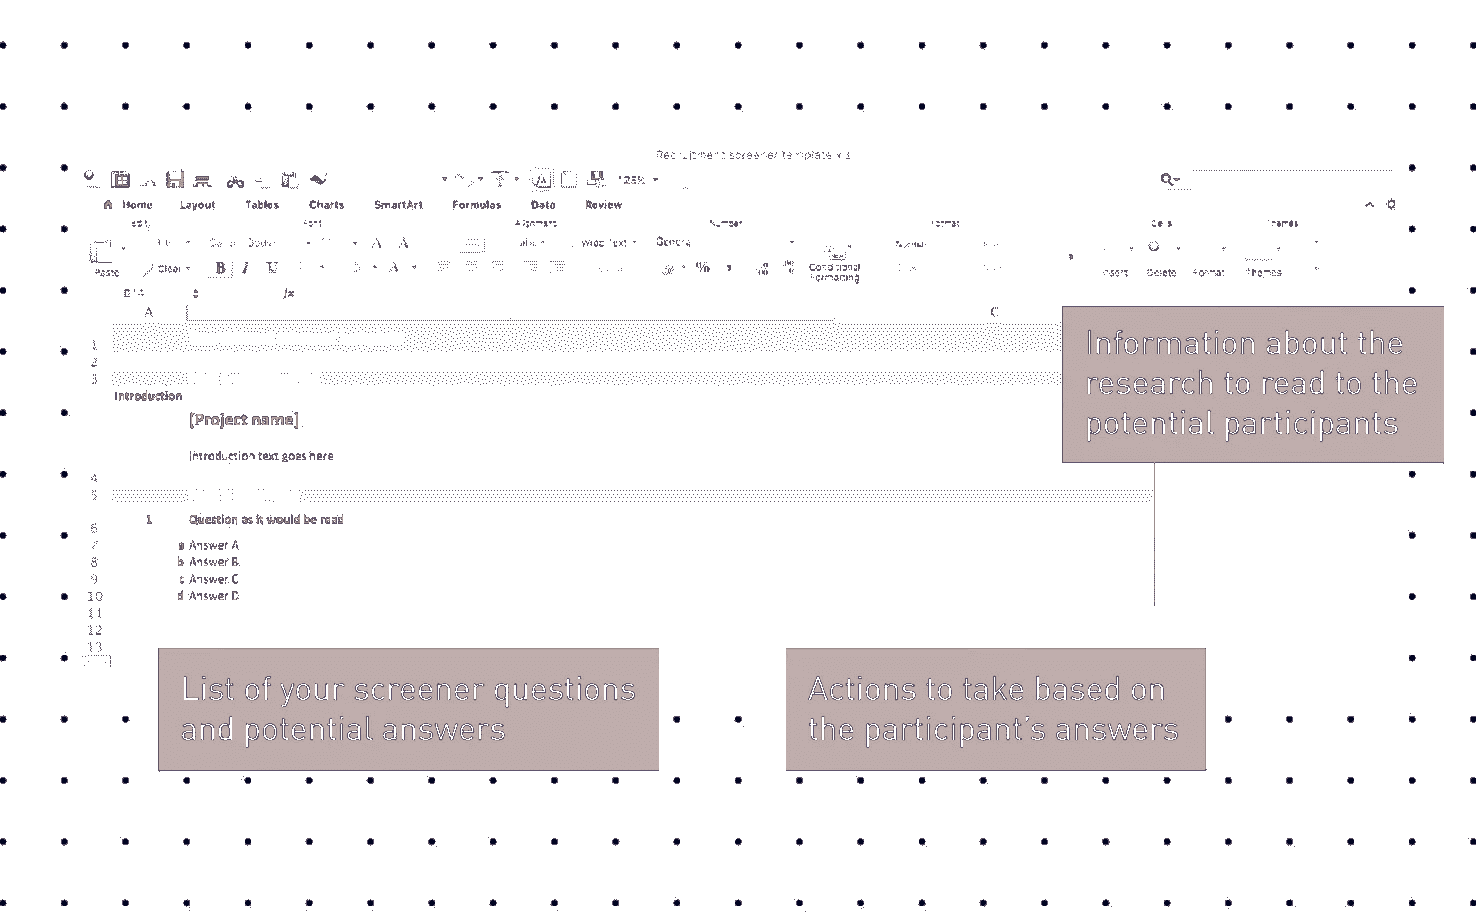 Recruitment screener template v3
125%
Home Layout Tables Charts SmartArt Formulas Data Review
Edit Font Alignment Number Format Cells Themes
Wrap Text General Normal
Paste Clear B I U % Conditional Formatting Insert Delete Format Themes
fx
A C
1
2
3
Introduction
[Project name]
Introduction text goes here
4
5
1 Question as it would be read
6
7 a Answer A
8 b Answer B
9 c Answer C
10 d Answer D
11
12
13
Information about the
research to read to the
potential participants
List of your screener questions
and potential answers
Actions to take based on
the participant's answers